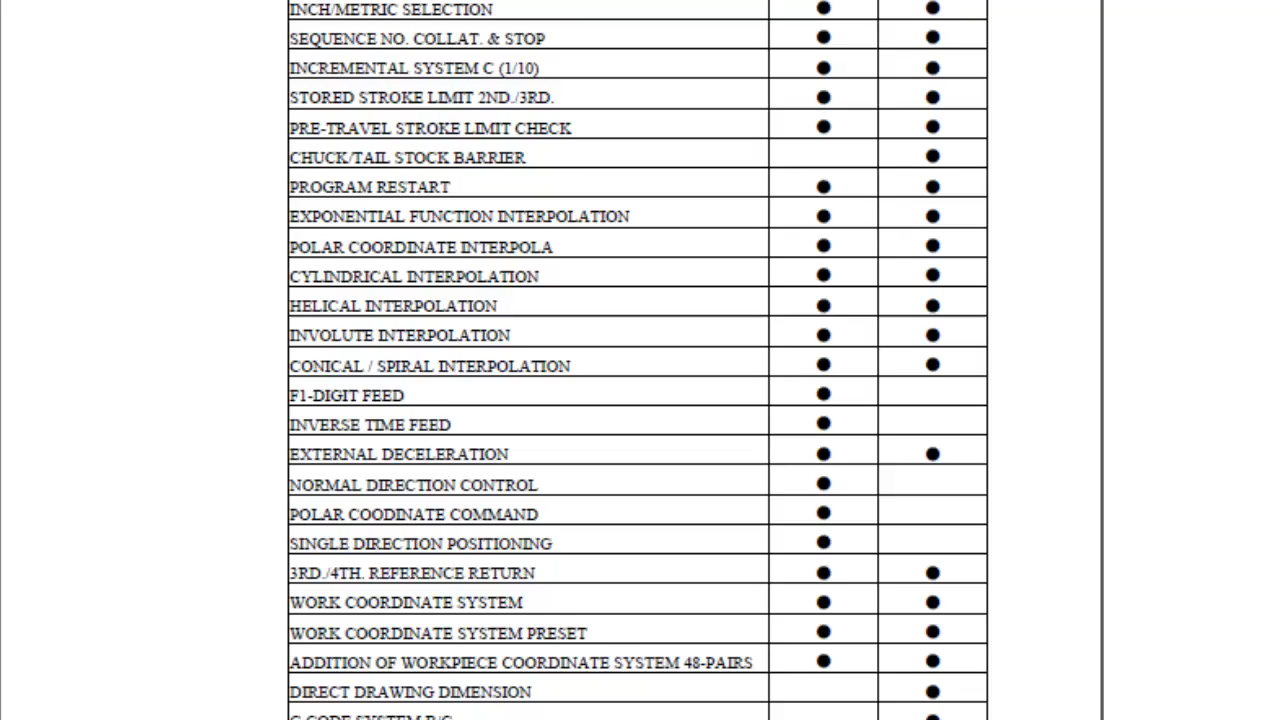 INCH/METRIC SELECTION ● ●
SEQUENCE NO. COLLAT. & STOP ● ●
INCREMENTAL SYSTEM C (1/10) ● ●
STORED STROKE LIMIT 2ND./3RD. ● ●
PRE-TRAVEL STROKE LIMIT CHECK ● ●
CHUCK/TAIL STOCK BARRIER ●
PROGRAM RESTART ● ●
EXPONENTIAL FUNCTION INTERPOLATION ● ●
POLAR COORDINATE INTERPOLA ● ●
CYLINDRICAL INTERPOLATION ● ●
HELICAL INTERPOLATION ● ●
INVOLUTE INTERPOLATION ● ●
CONICAL / SPIRAL INTERPOLATION ● ●
F1-DIGIT FEED ●
INVERSE TIME FEED ●
EXTERNAL DECELERATION ● ●
NORMAL DIRECTION CONTROL ●
POLAR COODINATE COMMAND ●
SINGLE DIRECTION POSITIONING ●
3RD./4TH. REFERENCE RETURN ● ●
WORK COORDINATE SYSTEM ● ●
WORK COORDINATE SYSTEM PRESET ● ●
ADDITION OF WORKPIECE COORDINATE SYSTEM 48-PAIRS ● ●
DIRECT DRAWING DIMENSION ●
G CODE SYSTEM B/C ●